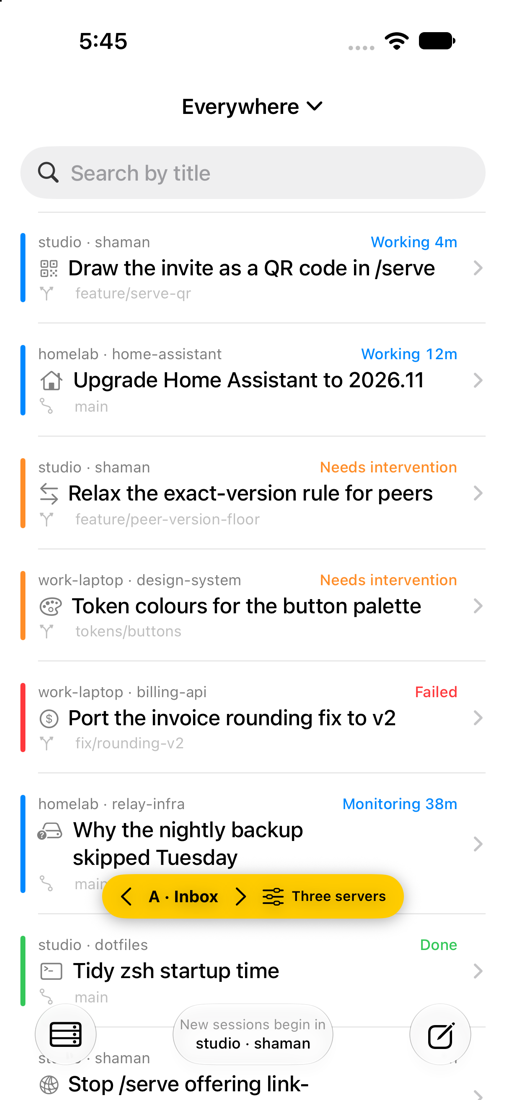 5:45
Everywhere
Search by title
studio · shaman
Working 4m
Draw the invite as a QR code in /serve
feature/serve-qr
homelab · home-assistant
Working 12m
Upgrade Home Assistant to 2026.11
main
studio · shaman
Needs intervention
Relax the exact-version rule for peers
feature/peer-version-floor
work-laptop · design-system
Needs intervention
Token colours for the button palette
tokens/buttons
work-laptop · billing-api
Failed
Port the invoice rounding fix to v2
fix/rounding-v2
homelab · relay-infra
Monitoring 38m
Why the nightly backup
skipped Tuesday
main
A · Inbox
Three servers
studio · dotfiles
Done
Tidy zsh startup time
main
New sessions begin in
studio · shaman
studio · shaman
Stop /serve offering link-